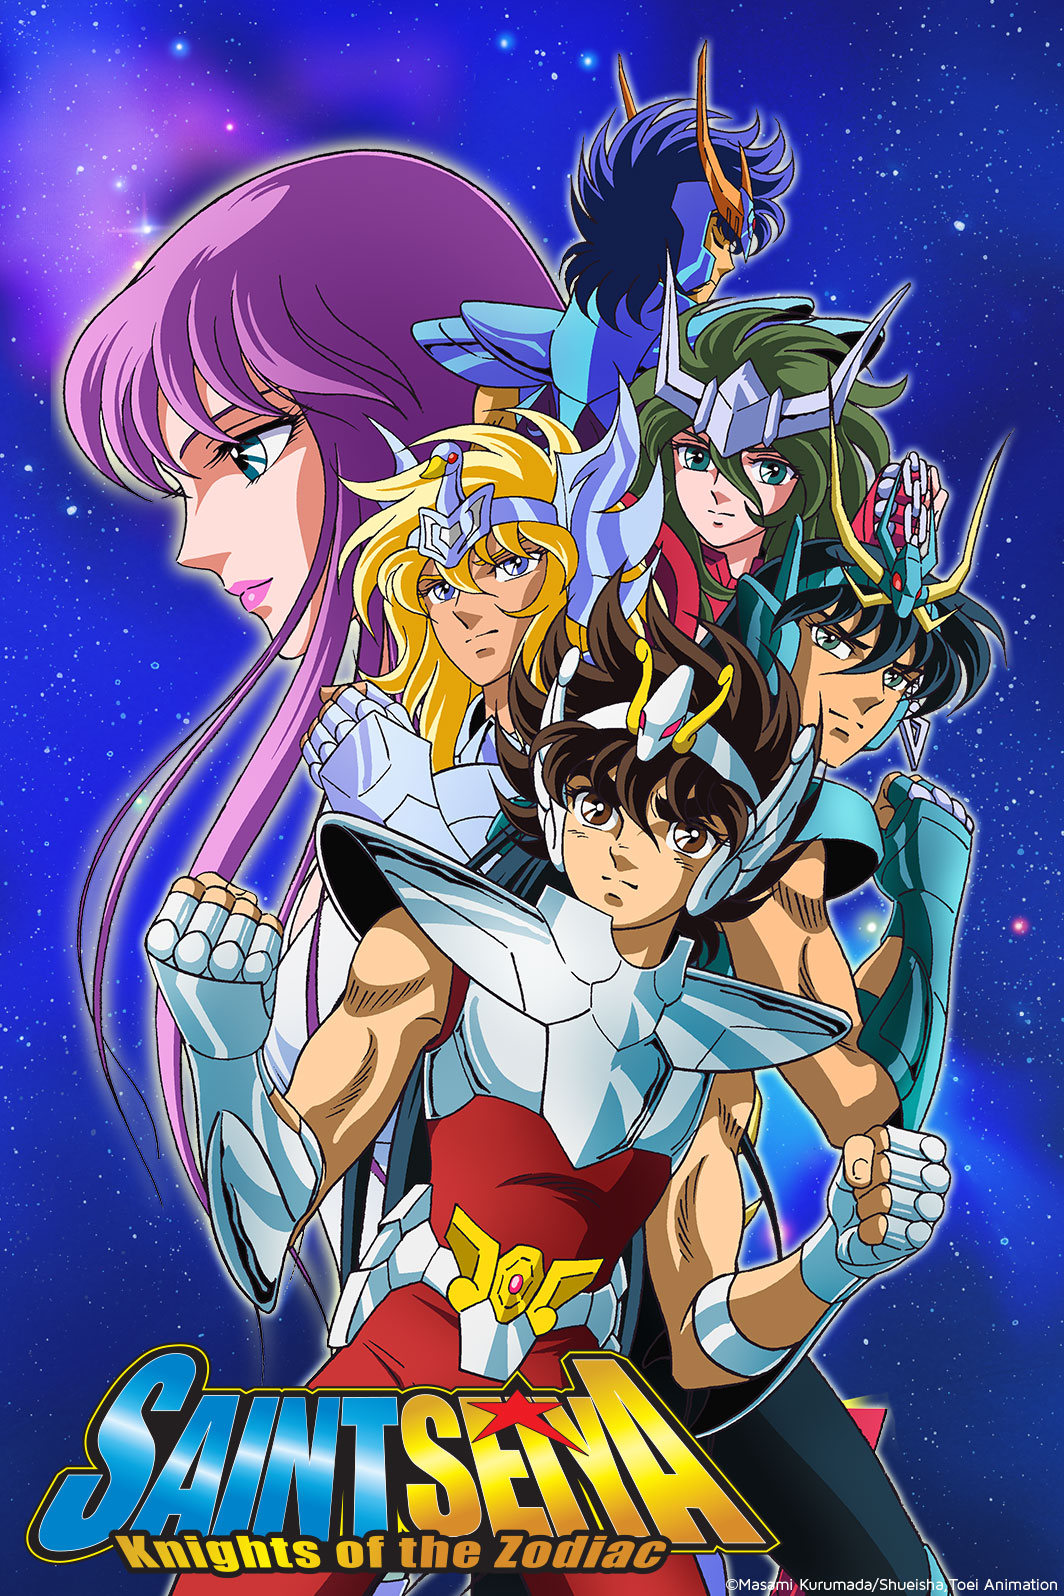 SAINT SEIYA
Knights of the Zodiac
©Masami Kurumada/Shueisha,Toei Animation